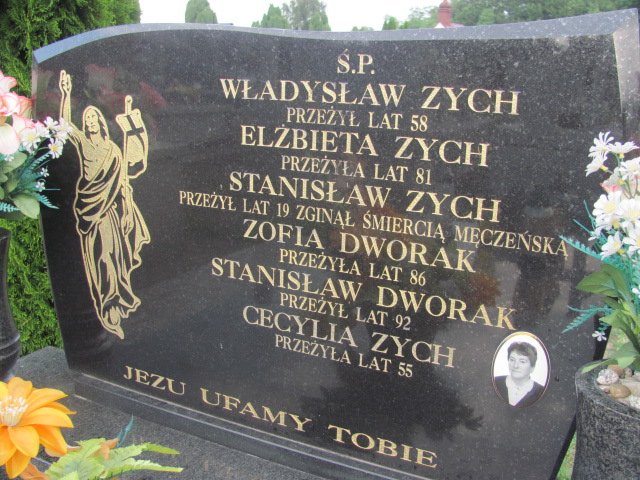 Ś.P.
WŁADYSŁAW ZYCH
PRZEŻYŁ LAT 58
ELŻBIETA ZYCH
PRZEŻYŁA LAT 81
STANISŁAW ZYCH
PRZEŻYŁ LAT 19 ZGINĄŁ ŚMIERCIĄ MĘCZEŃSKĄ
ZOFIA DWORAK
PRZEŻYŁA LAT 86
STANISŁAW DWORAK
PRZEŻYŁ LAT 92
CECYLIA ZYCH
PRZEŻYŁA LAT 55
JEZU UFAMY TOBIE